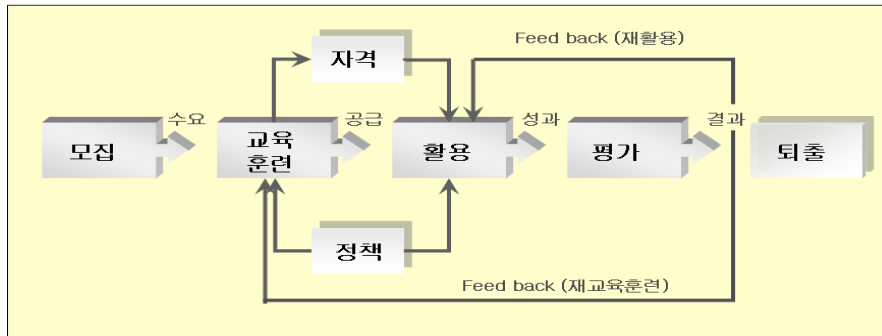 Feed back (재활용)
자격
수요
공급
성과
결과
모집
교육
훈련
활용
평가
퇴출
정책
Feed back (재교육훈련)